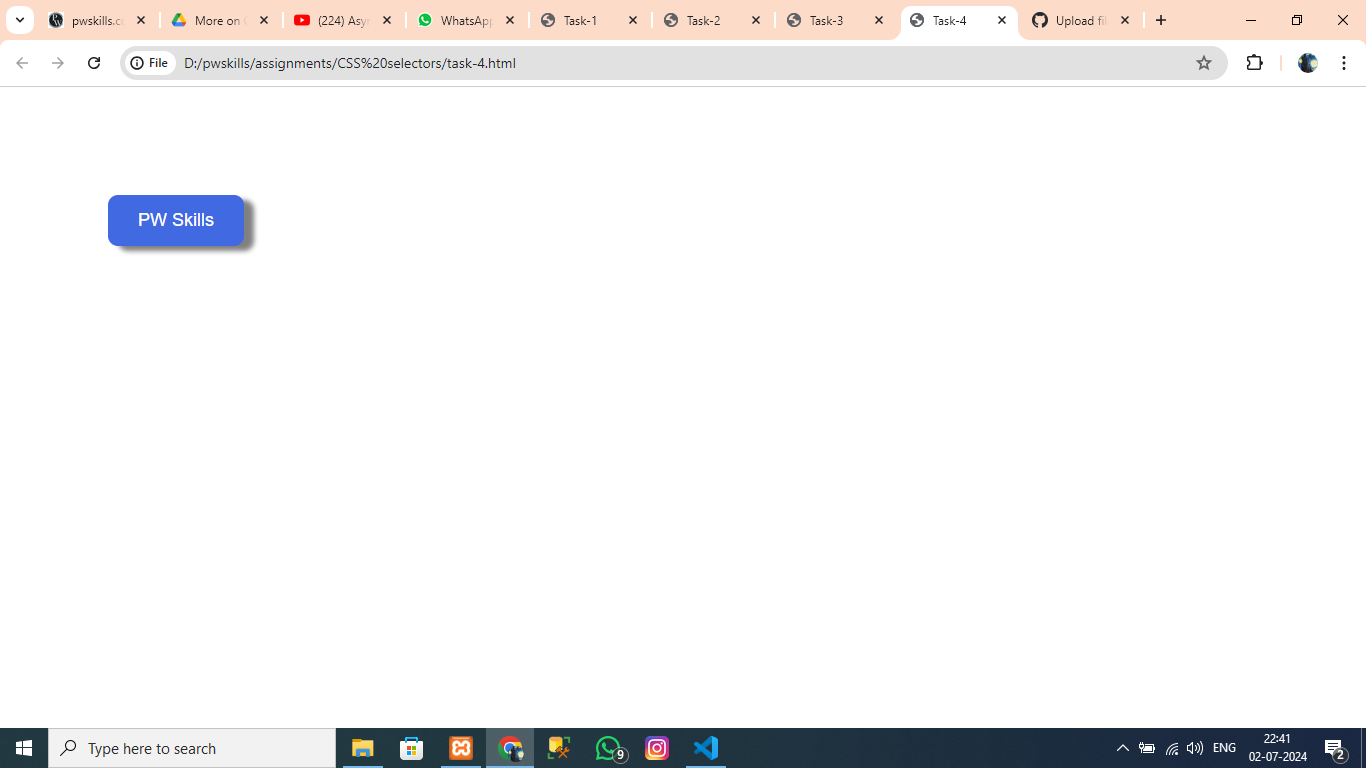 pwskills.c
More on
(224) Asy
WhatsApp
Task-1
Task-2
Task-3
Task-4
Upload fil
File
D:/pwskills/assignments/CSS%20selectors/task-4.html
PW Skills
Type here to search
9
ENG
22:41
02-07-2024
2